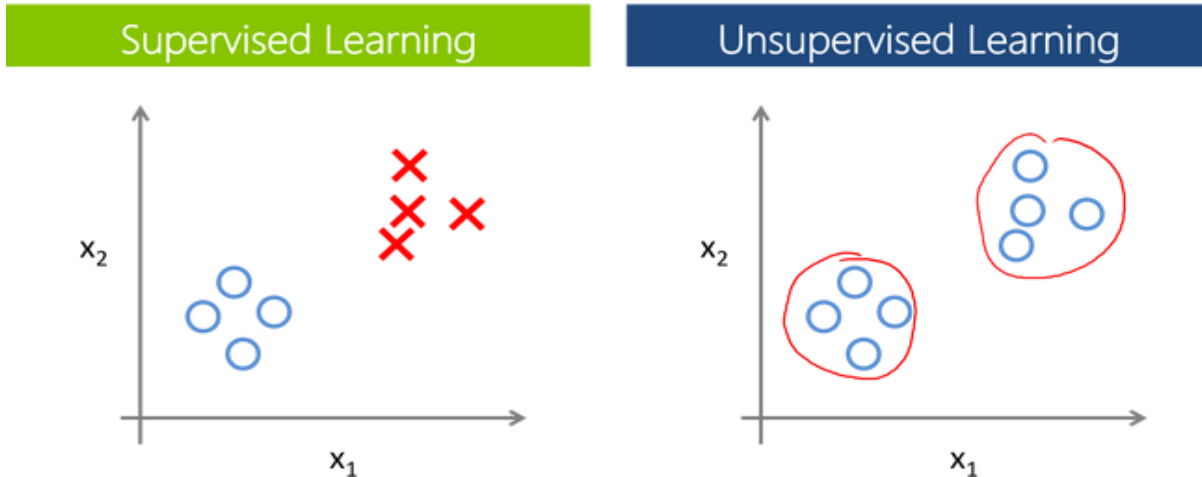 Supervised Learning
x₂
x₁
Unsupervised Learning
x₂
x₁